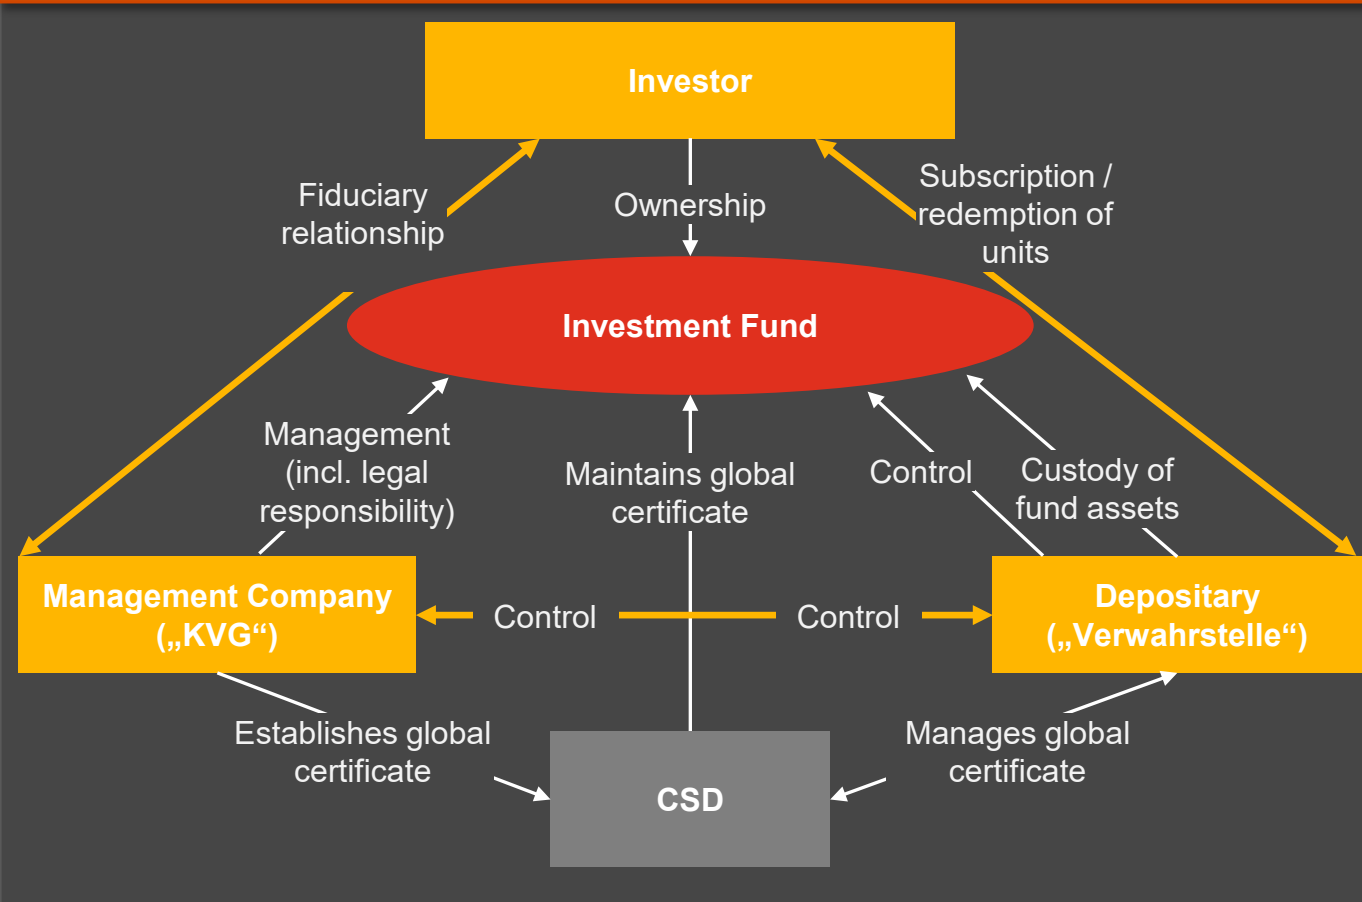 Investor
Fiduciary
relationship
Ownership
Subscription /
redemption of
units
Investment Fund
Management
(incl. legal
responsibility)
Maintains global
certificate
Control
Custody of
fund assets
Management Company
(„KVG“)
Control
Control
Depositary
(„Verwahrstelle“)
Establishes global
certificate
CSD
Manages global
certificate